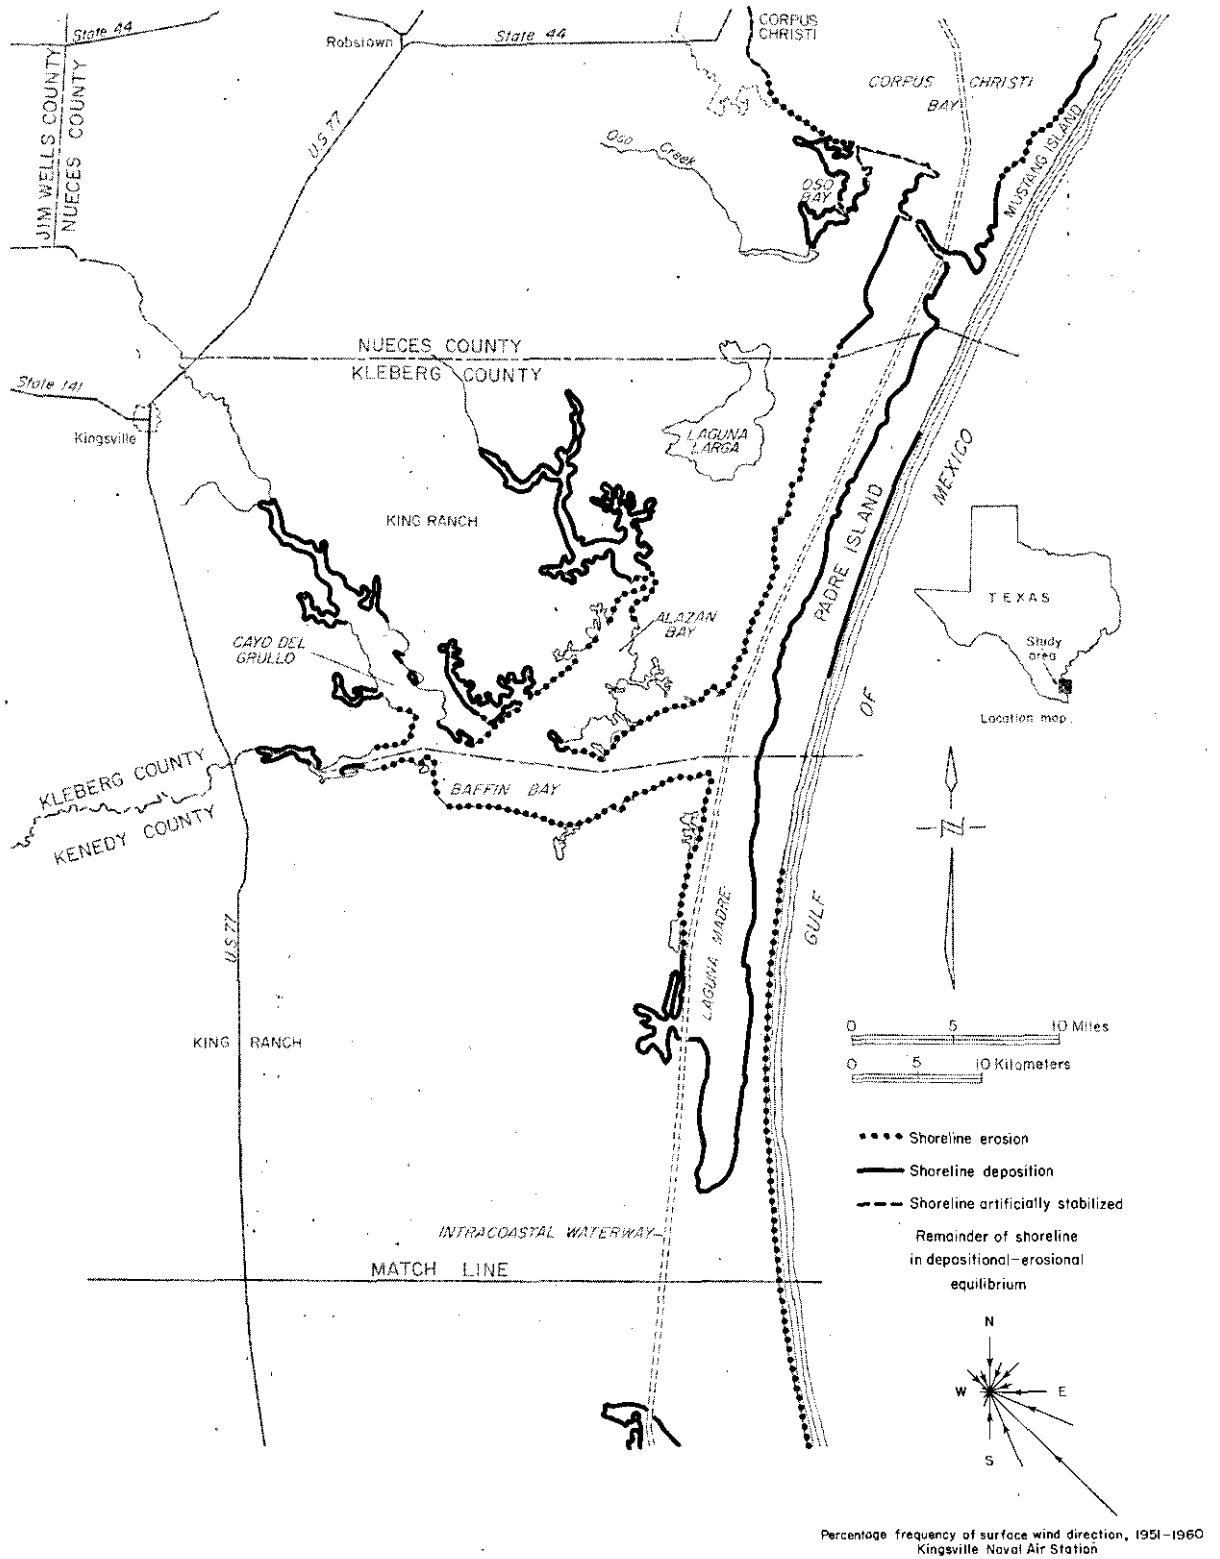 State 44
Robstown
State 44
CORPUS
CHRISTI
CORPUS CHRISTI
BAY
JIM WELLS COUNTY
NUECES COUNTY
U.S. 77
Oso Creek
OSO
BAY
MUSTANG ISLAND
NUECES COUNTY
KLEBERG COUNTY
State 141
Kingsville
LAGUNA
LARGA
KING RANCH
PADRE ISLAND
GULF OF MEXICO
TEXAS
Study
area
Location map
CAYO DEL
GRULLO
ALAZAN
BAY
KLEBERG COUNTY
KENEDY COUNTY
BAFFIN BAY
N
U.S. 77
LAGUNA MADRE
KING RANCH
0 5 10 Miles
0 5 10 Kilometers
Shoreline erosion
Shoreline deposition
Shoreline artificially stabilized
Remainder of shoreline
in depositional-erosional
equilibrium
INTRACOASTAL WATERWAY
MATCH LINE
N
W E
S
Percentage frequency of surface wind direction, 1951-1960
Kingsville Naval Air Station